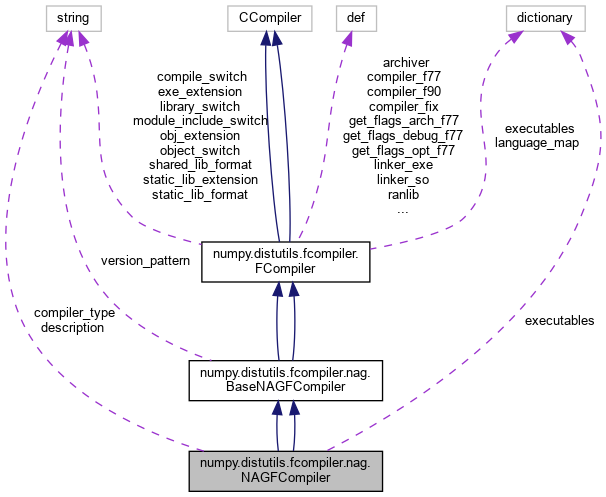 string
CCompiler
def
dictionary
compile_switch
exe_extension
library_switch
module_include_switch
obj_extension
object_switch
shared_lib_format
static_lib_extension
static_lib_format
archiver
compiler_f77
compiler_f90
compiler_fix
get_flags_arch_f77
get_flags_debug_f77
get_flags_opt_f77
linker_exe
linker_so
ranlib
...
executables
language_map
numpy.distutils.fcompiler.
FCompiler
version_pattern
compiler_type
description
executables
numpy.distutils.fcompiler.nag.
BaseNAGFCompiler
numpy.distutils.fcompiler.nag.
NAGFCompiler